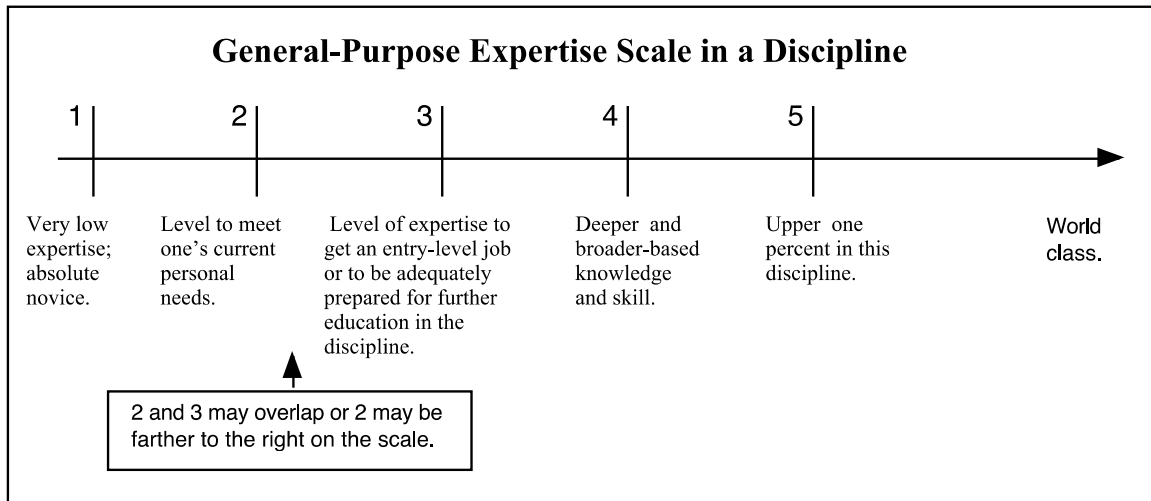 General-Purpose Expertise Scale in a Discipline
1
2
3
4
5
Very low
expertise;
absolute
novice.
Level to meet
one's current
personal
needs.
Level of expertise to
get an entry-level job
or to be adequately
prepared for further
education in the
discipline.
Deeper and
broader-based
knowledge
and skill.
Upper one
percent in this
discipline.
World
class.
2 and 3 may overlap or 2 may be
farther to the right on the scale.